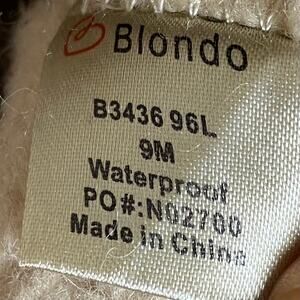 Blondo
B3436 96L
9M
Waterproof
PO#:N02700
Made in China